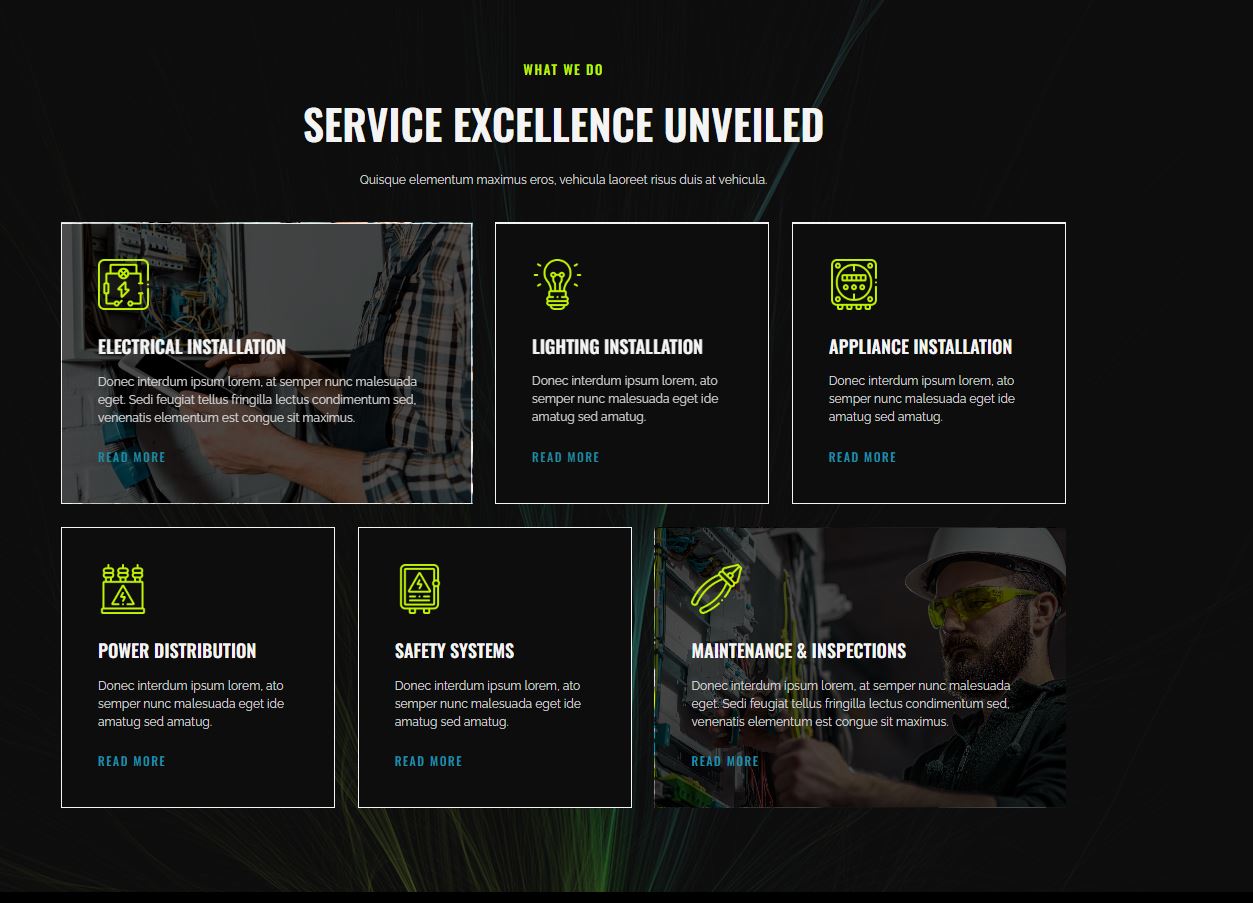 WHAT WE DO
SERVICE EXCELLENCE UNVEILED
Quisque elementum maximus eros, vehicula laoreet risus duis at vehicula.
ELECTRICAL INSTALLATION
Donec interdum ipsum lorem, at semper nunc malesuada
eget. Sedi feugiat tellus fringilla lectus condimentum sed,
venenatis elementum est congue sit maximus.
READ MORE
LIGHTING INSTALLATION
Donec interdum ipsum lorem, ato
semper nunc malesuada eget ide
amatug sed amatug.
READ MORE
APPLIANCE INSTALLATION
Donec interdum ipsum lorem, ato
semper nunc malesuada eget ide
amatug sed amatug.
READ MORE
POWER DISTRIBUTION
Donec interdum ipsum lorem, ato
semper nunc malesuada eget ide
amatug sed amatug.
READ MORE
SAFETY SYSTEMS
Donec interdum ipsum lorem, ato
semper nunc malesuada eget ide
amatug sed amatug.
READ MORE
MAINTENANCE & INSPECTIONS
Donec interdum ipsum lorem, at semper nunc malesuada
eget. Sedi feugiat tellus fringilla lectus condimentum sed,
venenatis elementum est congue sit maximus.
READ MORE